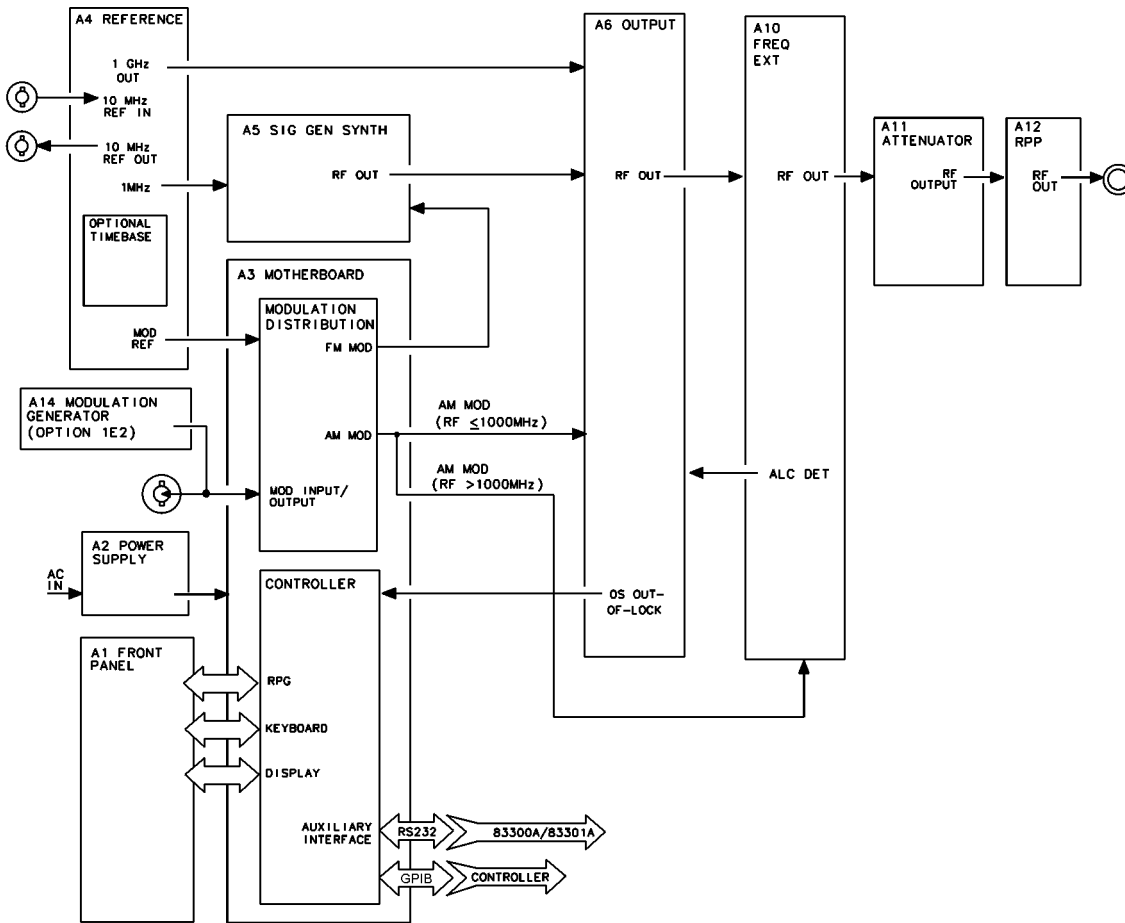 A4 REFERENCE
1 GHz
OUT
10 MHz
REF IN
10 MHz
REF OUT
1MHz
OPTIONAL
TIMEBASE
MOD
REF
A5 SIG GEN SYNTH
RF OUT
A6 OUTPUT
RF OUT
OS OUT-
OF-LOCK
A10
FREQ
EXT
RF OUT
ALC DET
A11
ATTENUATOR
RF
OUTPUT
A12
RPP
RF
OUT
A3 MOTHERBOARD
MODULATION
DISTRIBUTION
FM MOD
AM MOD
MOD INPUT/
OUTPUT
AM MOD
(RF ≤1000MHz)
AM MOD
(RF >1000MHz)
A14 MODULATION
GENERATOR
(OPTION 1E2)
A2 POWER
SUPPLY
AC
IN
CONTROLLER
RPG
KEYBOARD
DISPLAY
AUXILIARY
INTERFACE
A1 FRONT
PANEL
RS232
83300A/83301A
GPIB
CONTROLLER